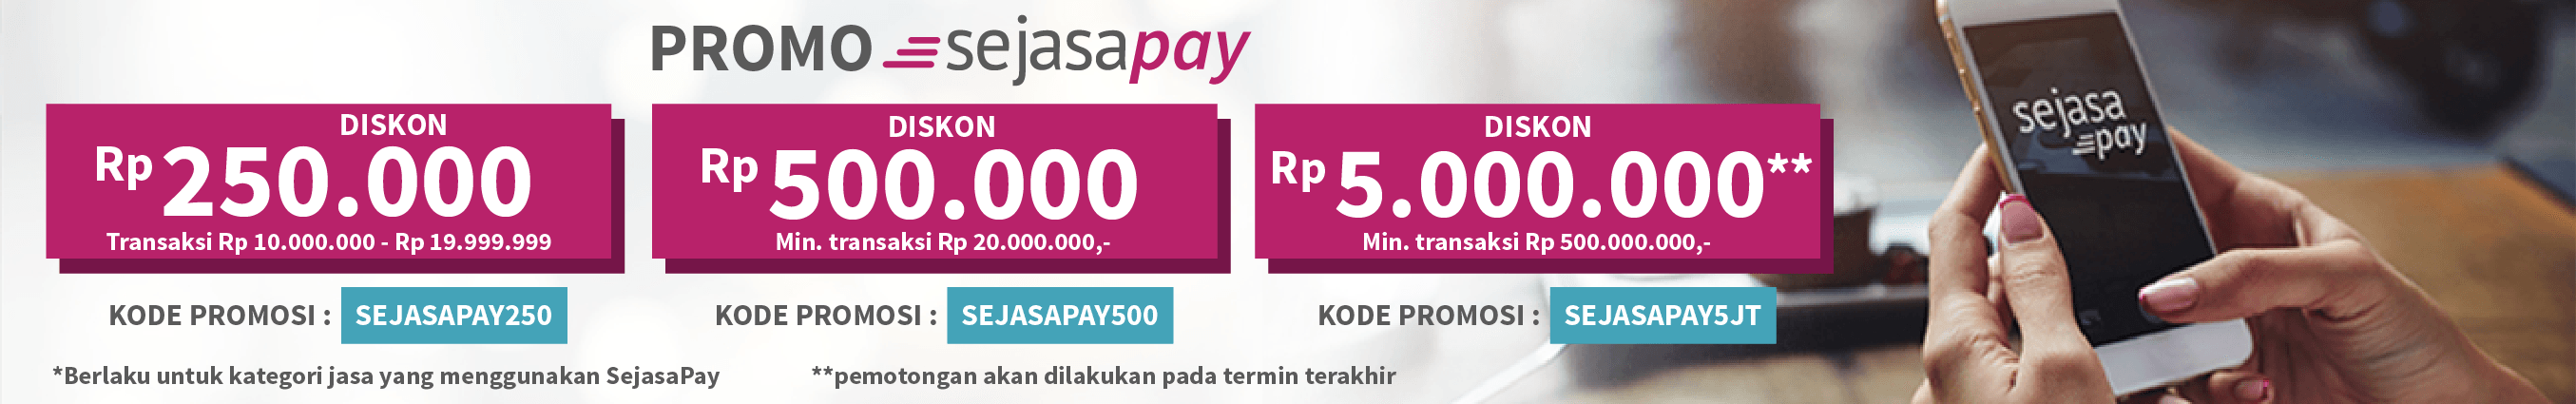 PROMO sejasapay
DISKON
Rp 250.000
Transaksi Rp 10.000.000 - Rp 19.999.999
KODE PROMOSI : SEJASAPAY250
DISKON
Rp 500.000
Min. transaksi Rp 20.000.000,-
KODE PROMOSI : SEJASAPAY500
DISKON
Rp 5.000.000**
Min. transaksi Rp 500.000.000,-
KODE PROMOSI : SEJASAPAY5JT
*Berlaku untuk kategori jasa yang menggunakan SejasaPay
**pemotongan akan dilakukan pada termin terakhir
sejasa
pay